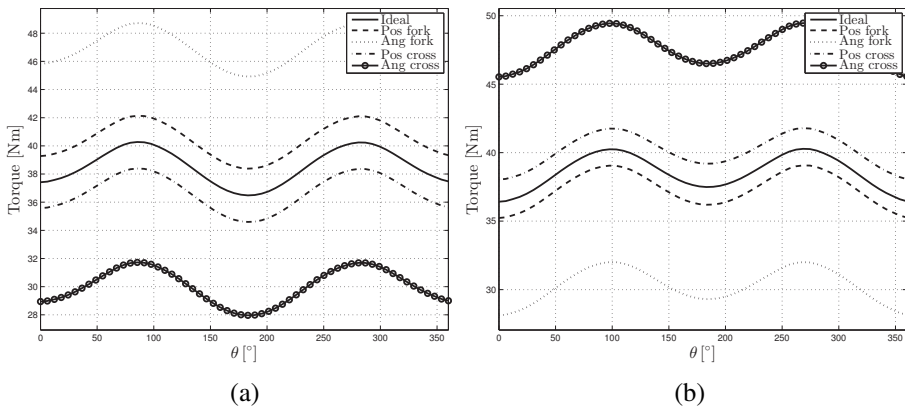 48
46
44
42
40
38
36
34
32
30
28
0
50
100
150
200
250
300
350
Torque [Nm]
θ [°]
Ideal
Pos fork
Ang fork
Pos cross
Ang cross
(a)
50
45
40
35
30
0
50
100
150
200
250
300
350
Torque [Nm]
θ [°]
Ideal
Pos fork
Ang fork
Pos cross
Ang cross
(b)